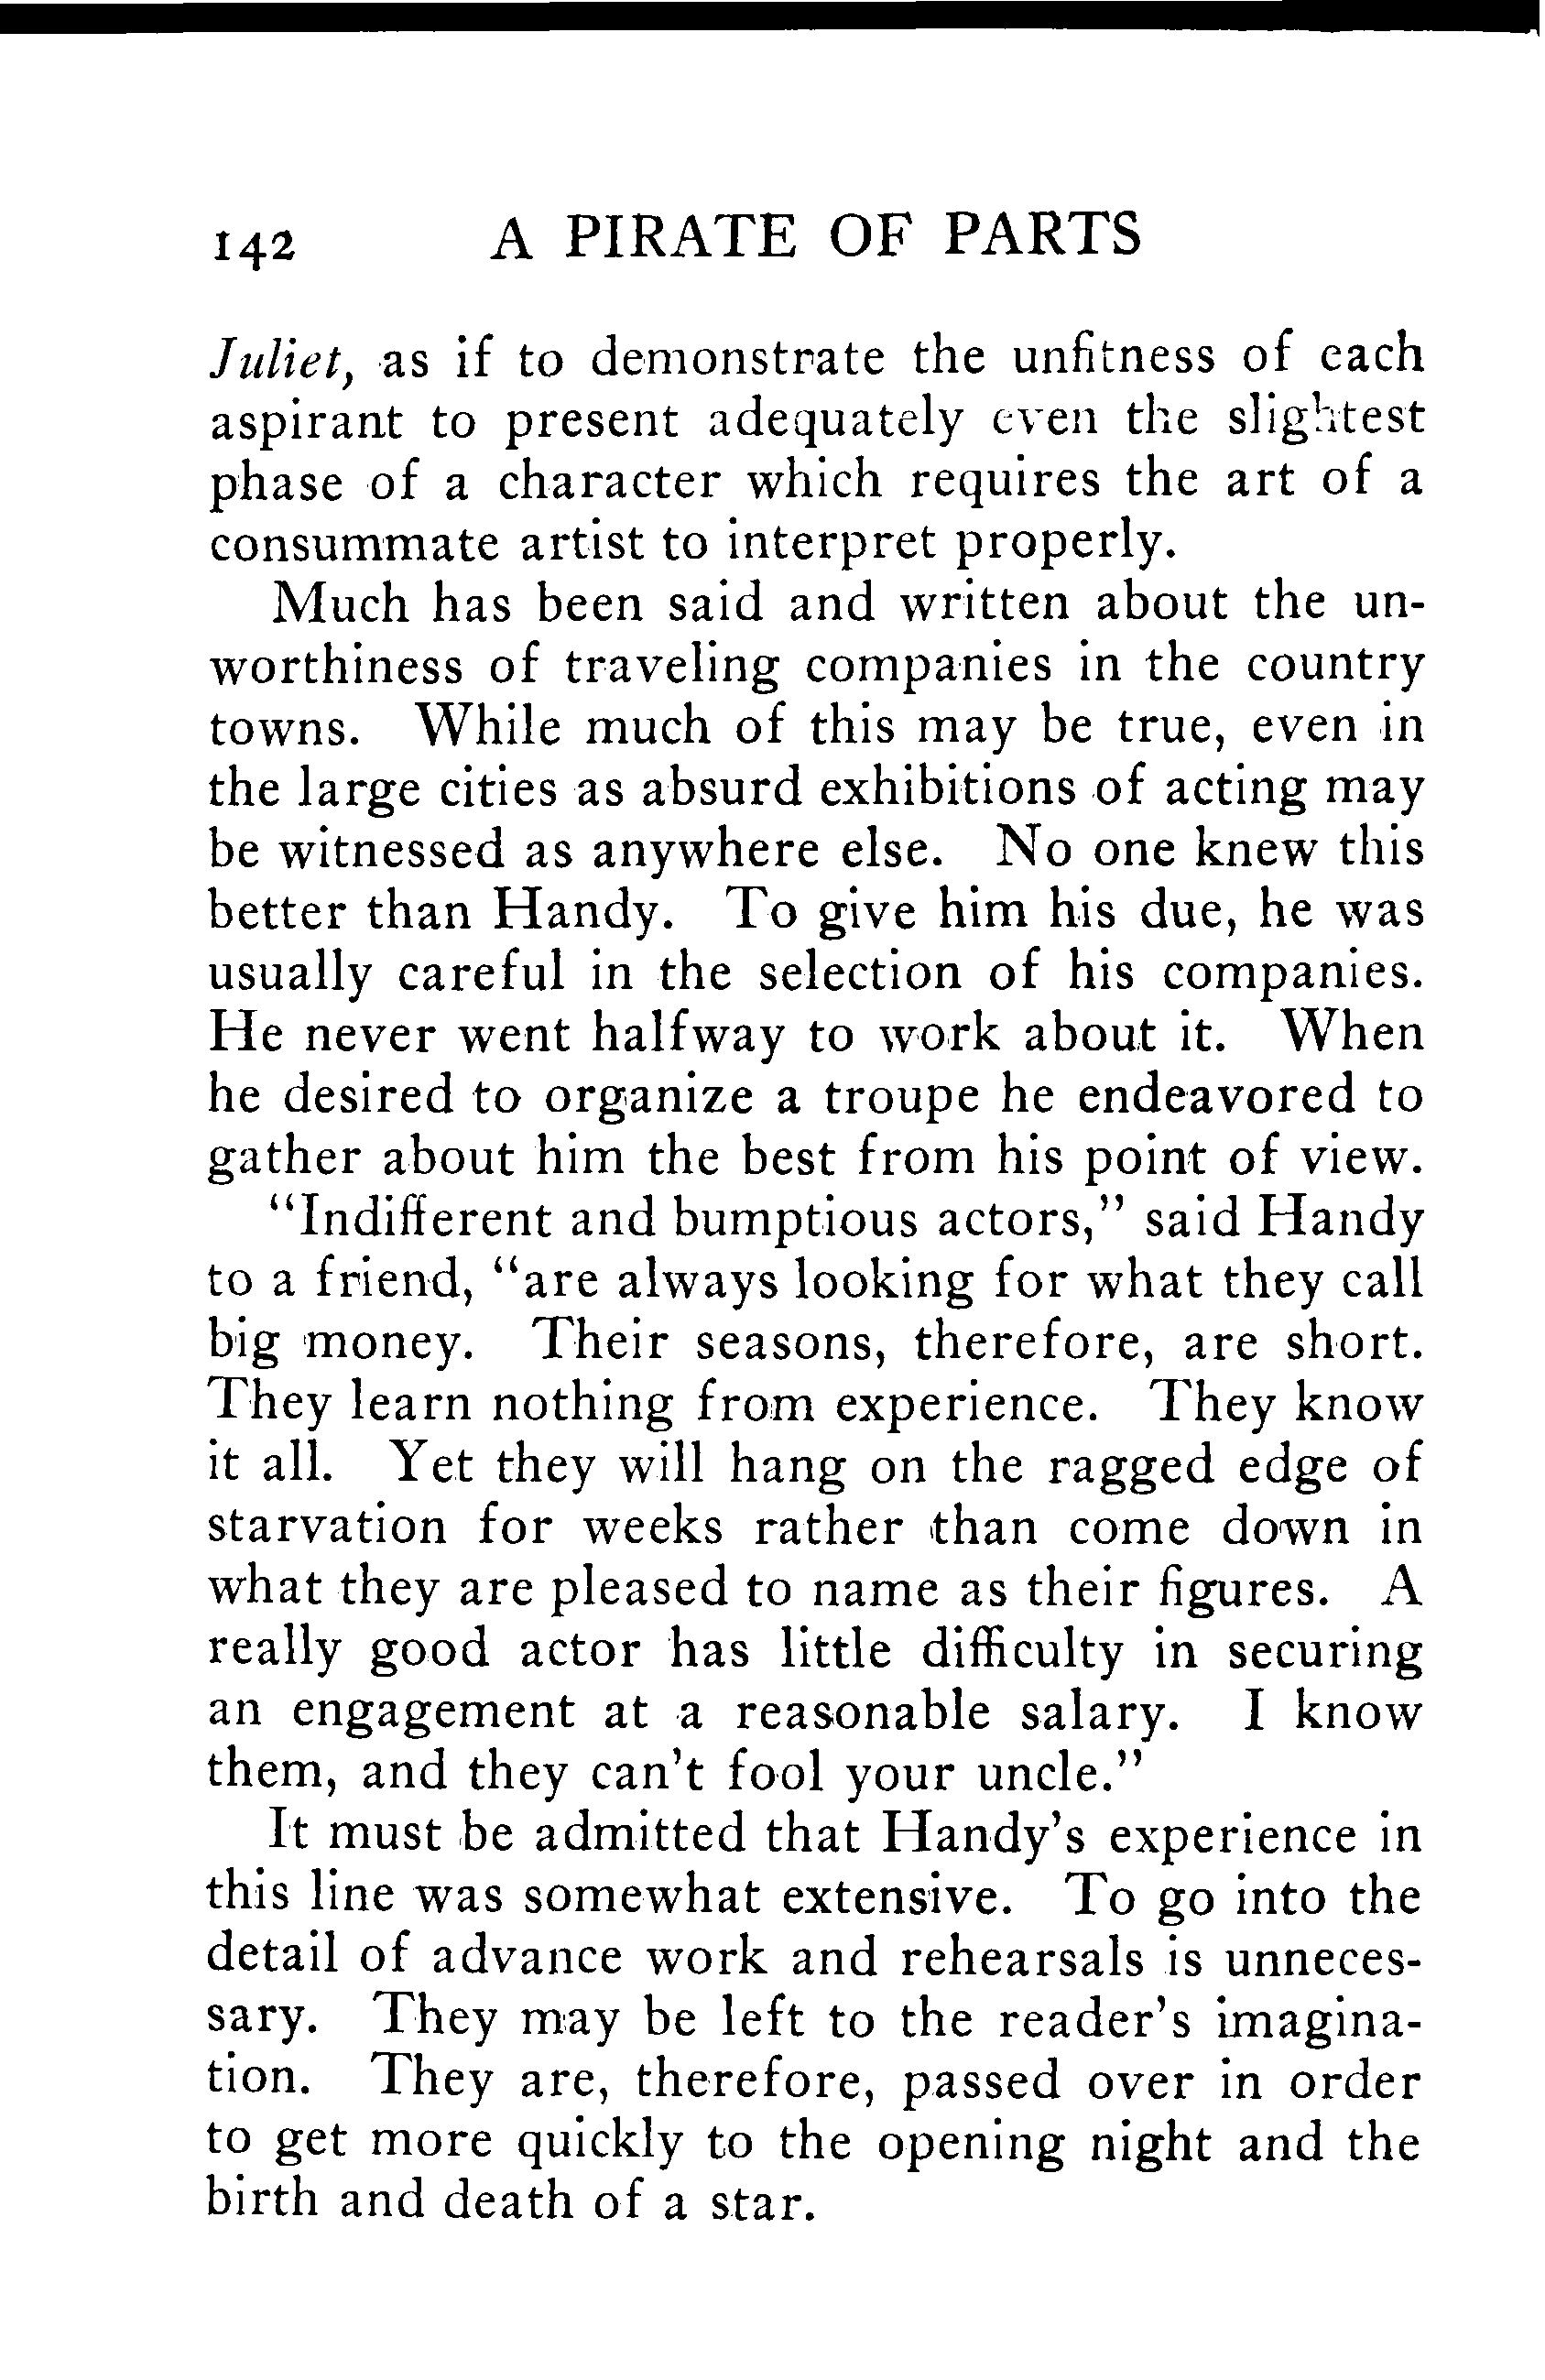 142 A PIRATE OF PARTS
Juliet, as if to demonstrate the unfitness of each
aspirant to present adequately even the slightest
phase of a character which requires the art of a
consummate artist to interpret properly.
Much has been said and written about the un-
worthiness of traveling companies in the country
towns. While much of this may be true, even in
the large cities as absurd exhibitions of acting may
be witnessed as anywhere else. No one knew this
better than Handy. To give him his due, he was
usually careful in the selection of his companies.
He never went halfway to work about it. When
he desired to organize a troupe he endeavored to
gather about him the best from his point of view.
"Indifferent and bumptious actors," said Handy
to a friend, "are always looking for what they call
big money. Their seasons, therefore, are short.
They learn nothing from experience. They know
it all. Yet they will hang on the ragged edge of
starvation for weeks rather than come down in
what they are pleased to name as their figures. A
really good actor has little difficulty in securing
an engagement at a reasonable salary. I know
them, and they can't fool your uncle."
It must be admitted that Handy's experience in
this line was somewhat extensive. To go into the
detail of advance work and rehearsals is unneces-
sary. They may be left to the reader's imagina-
tion. They are, therefore, passed over in order
to get more quickly to the opening night and the
birth and death of a star.